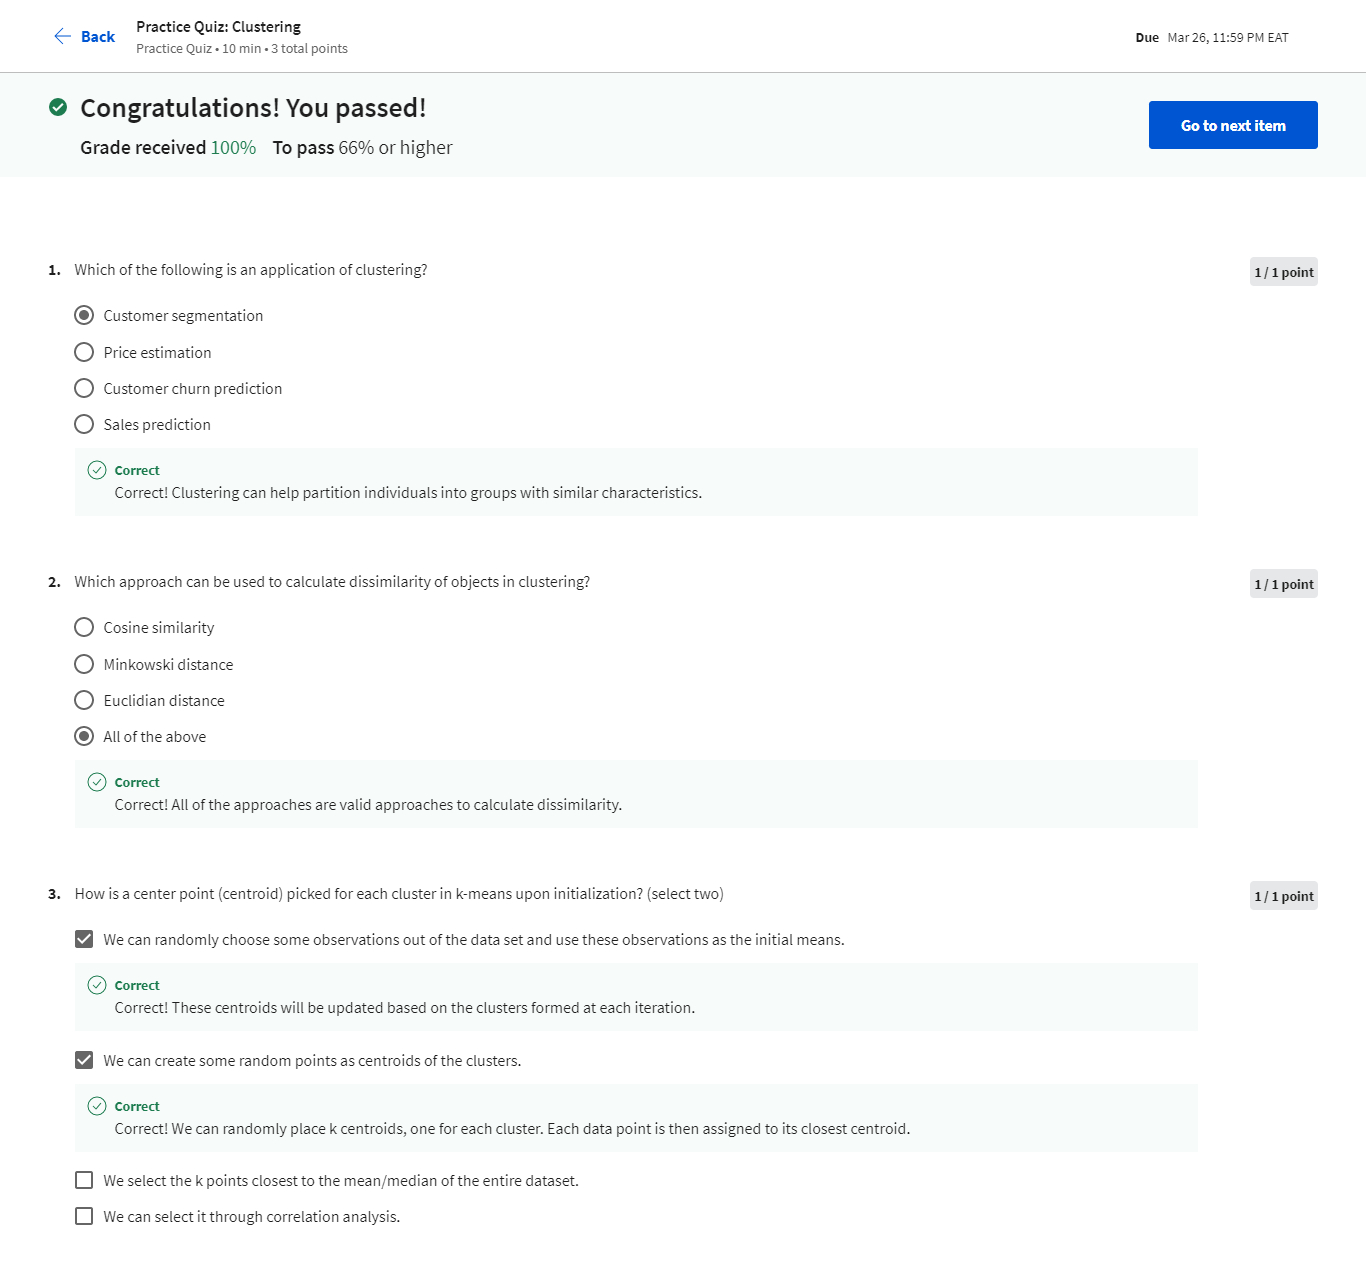 Back
Practice Quiz: Clustering
Practice Quiz • 10 min • 3 total points
Due Mar 26, 11:59 PM EAT
Congratulations! You passed!
Grade received 100% To pass 66% or higher
Go to next item
1. Which of the following is an application of clustering?
1 / 1 point
Customer segmentation
Price estimation
Customer churn prediction
Sales prediction
Correct
Correct! Clustering can help partition individuals into groups with similar characteristics.
2. Which approach can be used to calculate dissimilarity of objects in clustering?
1 / 1 point
Cosine similarity
Minkowski distance
Euclidian distance
All of the above
Correct
Correct! All of the approaches are valid approaches to calculate dissimilarity.
3. How is a center point (centroid) picked for each cluster in k-means upon initialization? (select two)
1 / 1 point
We can randomly choose some observations out of the data set and use these observations as the initial means.
Correct
Correct! These centroids will be updated based on the clusters formed at each iteration.
We can create some random points as centroids of the clusters.
Correct
Correct! We can randomly place k centroids, one for each cluster. Each data point is then assigned to its closest centroid.
We select the k points closest to the mean/median of the entire dataset.
We can select it through correlation analysis.